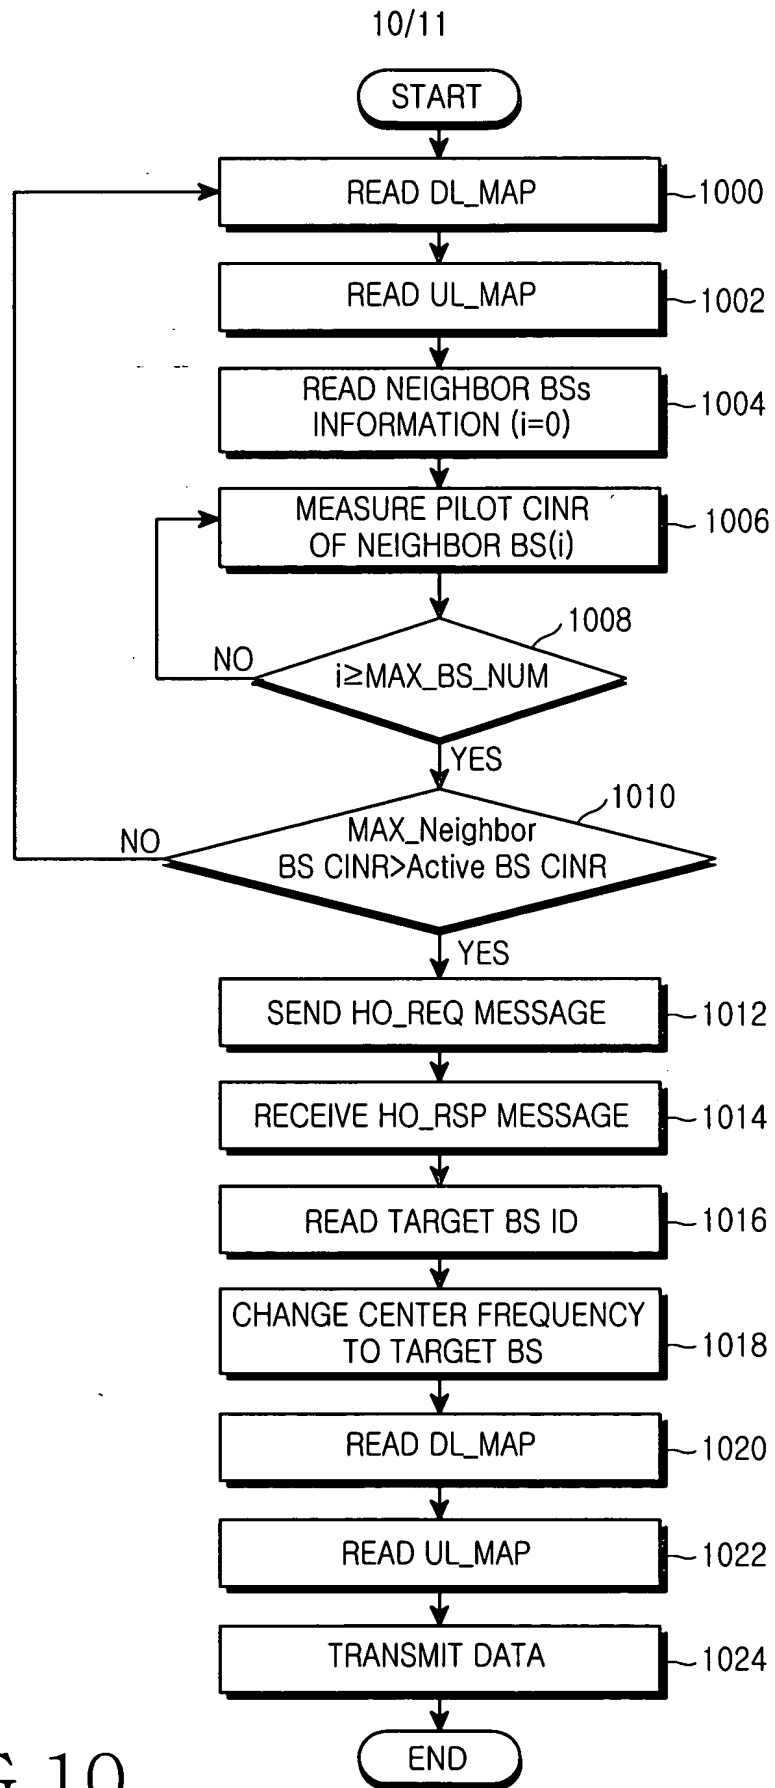 10/11
START
READ DL_MAP
1000
READ UL_MAP
1002
READ NEIGHBOR BSs
INFORMATION (i=0)
1004
MEASURE PILOT CINR
OF NEIGHBOR BS(i)
1006
1008
NO
i≥MAX_BS_NUM
YES
1010
NO
MAX_Neighbor
BS CINR>Active BS CINR
YES
SEND HO_REQ MESSAGE
1012
RECEIVE HO_RSP MESSAGE
1014
READ TARGET BS ID
1016
CHANGE CENTER FREQUENCY
TO TARGET BS
1018
READ DL_MAP
1020
READ UL_MAP
1022
TRANSMIT DATA
1024
END
G.10